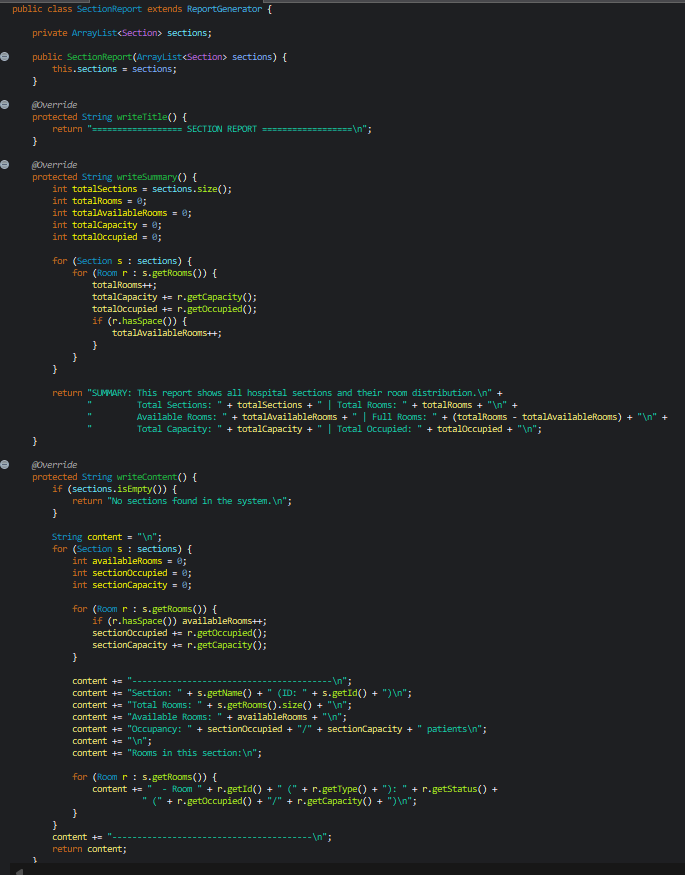 public class SectionReport extends ReportGenerator {
private ArrayList<Section> sections;
public SectionReport(ArrayList<Section> sections) {
this.sections = sections;
}
@Override
protected String writeTitle() {
return "================== SECTION REPORT ==================\n";
}
@Override
protected String writeSummary() {
int totalSections = sections.size();
int totalRooms = 0;
int totalAvailableRooms = 0;
int totalCapacity = 0;
int totalOccupied = 0;
for (Section s : sections) {
for (Room r : s.getRooms()) {
totalRooms++;
totalCapacity += r.getCapacity();
totalOccupied += r.getOccupied();
if (r.hasSpace()) {
totalAvailableRooms++;
}
}
}
return "SUMMARY: This report shows all hospital sections and their room distribution.\n" +
"         Total Sections: " + totalSections + " | Total Rooms: " + totalRooms + "\n" +
"         Available Rooms: " + totalAvailableRooms + " | Full Rooms: " + (totalRooms - totalAvailableRooms) + "\n" +
"         Total Capacity: " + totalCapacity + " | Total Occupied: " + totalOccupied + "\n";
}
@Override
protected String writeContent() {
if (sections.isEmpty()) {
return "No sections found in the system.\n";
}
String content = "\n";
for (Section s : sections) {
int availableRooms = 0;
int sectionOccupied = 0;
int sectionCapacity = 0;
for (Room r : s.getRooms()) {
if (r.hasSpace()) availableRooms++;
sectionOccupied += r.getOccupied();
sectionCapacity += r.getCapacity();
}
content += "----------------------------------------\n";
content += "Section: " + s.getName() + " (ID: " + s.getId() + ")\n";
content += "Total Rooms: " + s.getRooms().size() + "\n";
content += "Available Rooms: " + availableRooms + "\n";
content += "Occupancy: " + sectionOccupied + "/" + sectionCapacity + " patients\n";
content += "\n";
content += "Rooms in this section:\n";
for (Room r : s.getRooms()) {
content += "  - Room " + r.getId() + " (" + r.getType() + "): " + r.getStatus() +
" (" + r.getOccupied() + "/" + r.getCapacity() + ")\n";
}
}
content += "----------------------------------------\n";
return content;
}